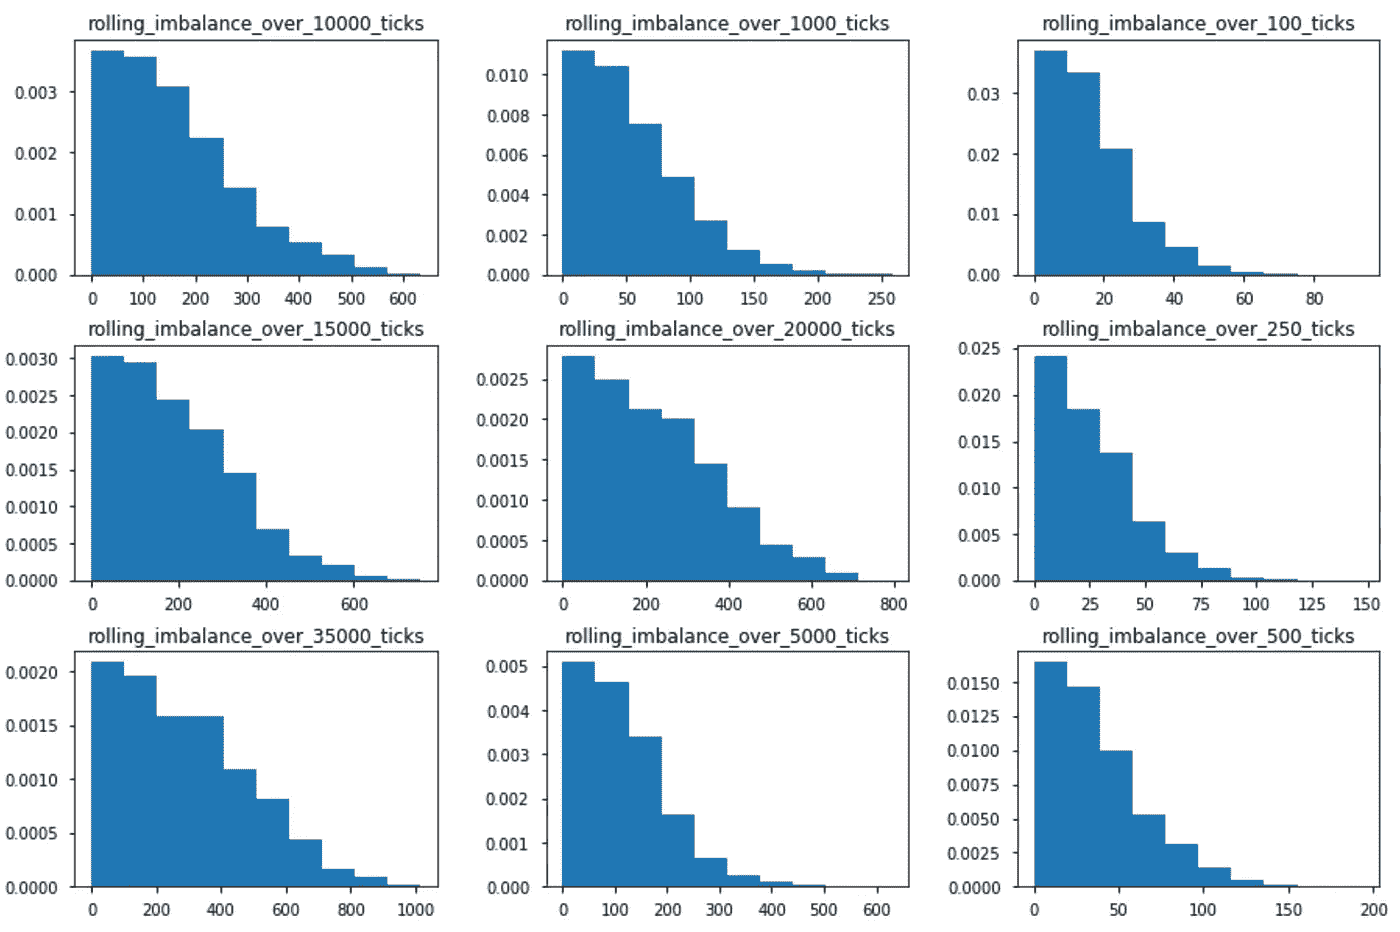 rolling_imbalance_over_10000_ticks
0.003
0.002
0.001
0.000
0 100 200 300 400 500 600
rolling_imbalance_over_1000_ticks
0.010
0.008
0.006
0.004
0.002
0.000
0 50 100 150 200 250
rolling_imbalance_over_100_ticks
0.03
0.02
0.01
0.00
0 20 40 60 80
rolling_imbalance_over_15000_ticks
0.0030
0.0025
0.0020
0.0015
0.0010
0.0005
0.0000
0 200 400 600
rolling_imbalance_over_20000_ticks
0.0025
0.0020
0.0015
0.0010
0.0005
0.0000
0 200 400 600 800
rolling_imbalance_over_250_ticks
0.025
0.020
0.015
0.010
0.005
0.000
0 25 50 75 100 125 150
rolling_imbalance_over_35000_ticks
0.0020
0.0015
0.0010
0.0005
0.0000
0 200 400 600 800 1000
rolling_imbalance_over_5000_ticks
0.005
0.004
0.003
0.002
0.001
0.000
0 100 200 300 400 500 600
rolling_imbalance_over_500_ticks
0.0150
0.0125
0.0100
0.0075
0.0050
0.0025
0.0000
0 50 100 150 200